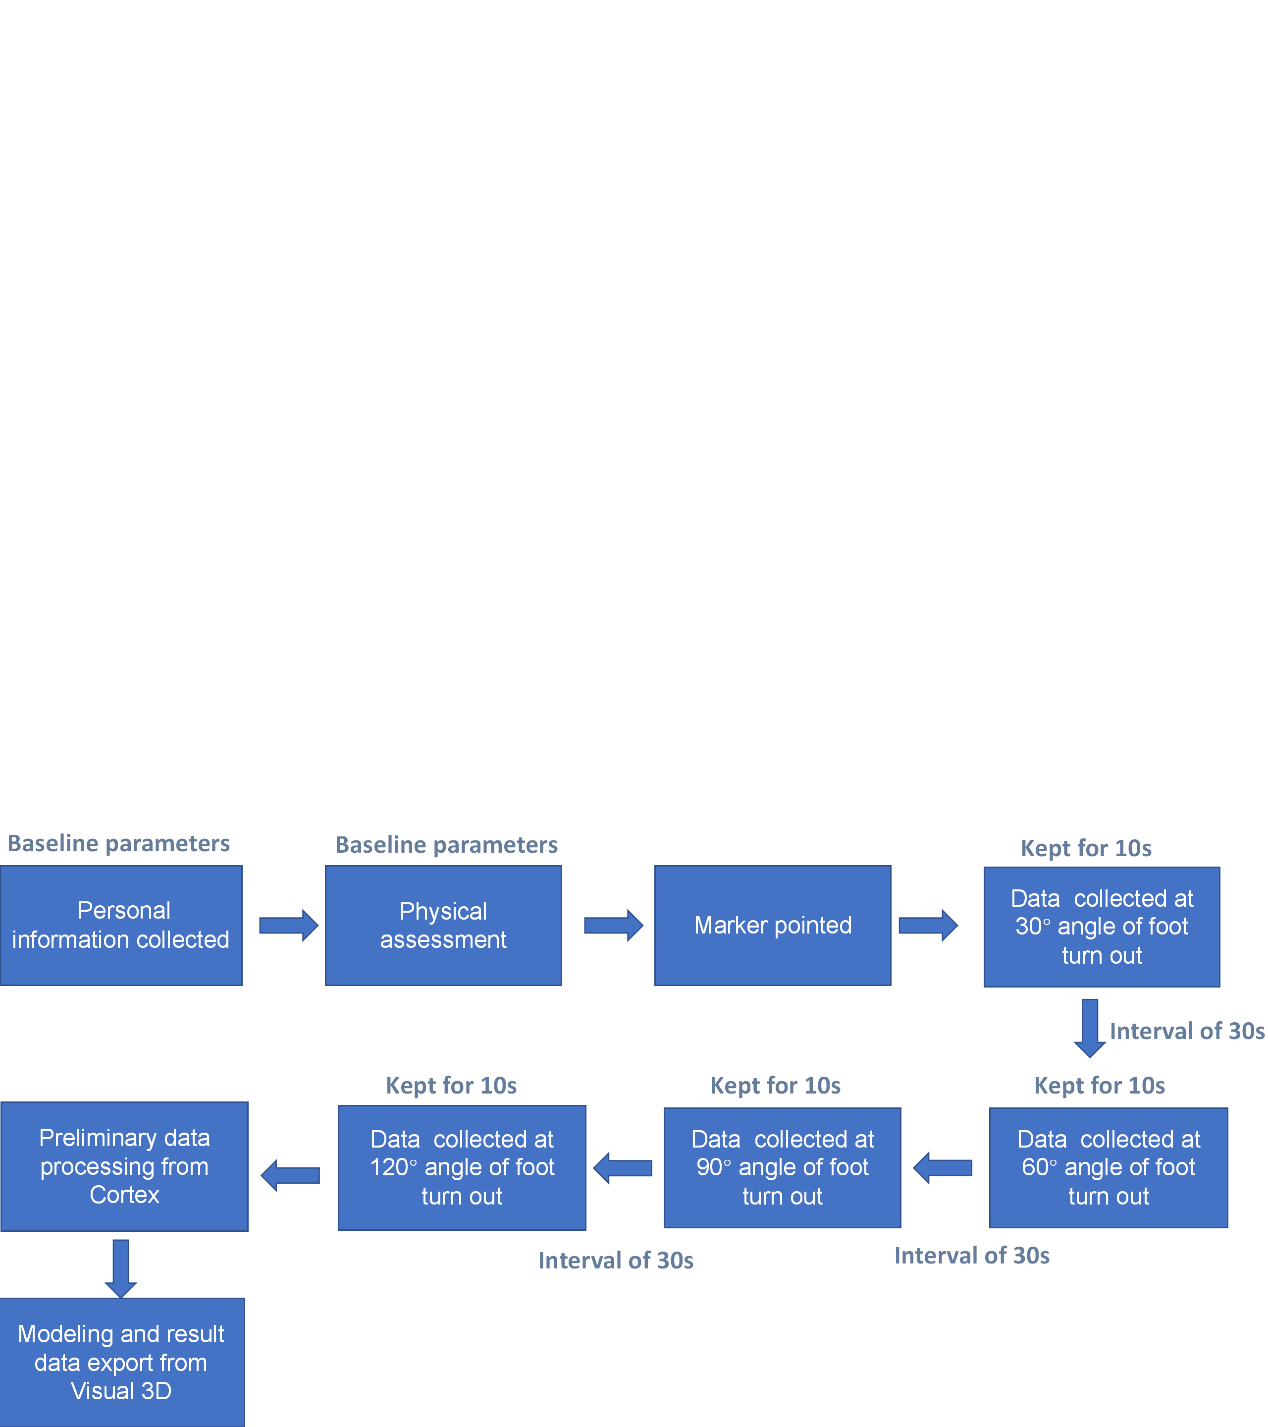 Baseline parameters
Personal
information collected
Baseline parameters
Physical
assessment
Marker pointed
Kept for 10s
Data collected at
30° angle of foot
turn out
Interval of 30s
Kept for 10s
Data collected at
60° angle of foot
turn out
Interval of 30s
Kept for 10s
Data collected at
90° angle of foot
turn out
Interval of 30s
Kept for 10s
Data collected at
120° angle of foot
turn out
Preliminary data
processing from
Cortex
Modeling and result
data export from
Visual 3D